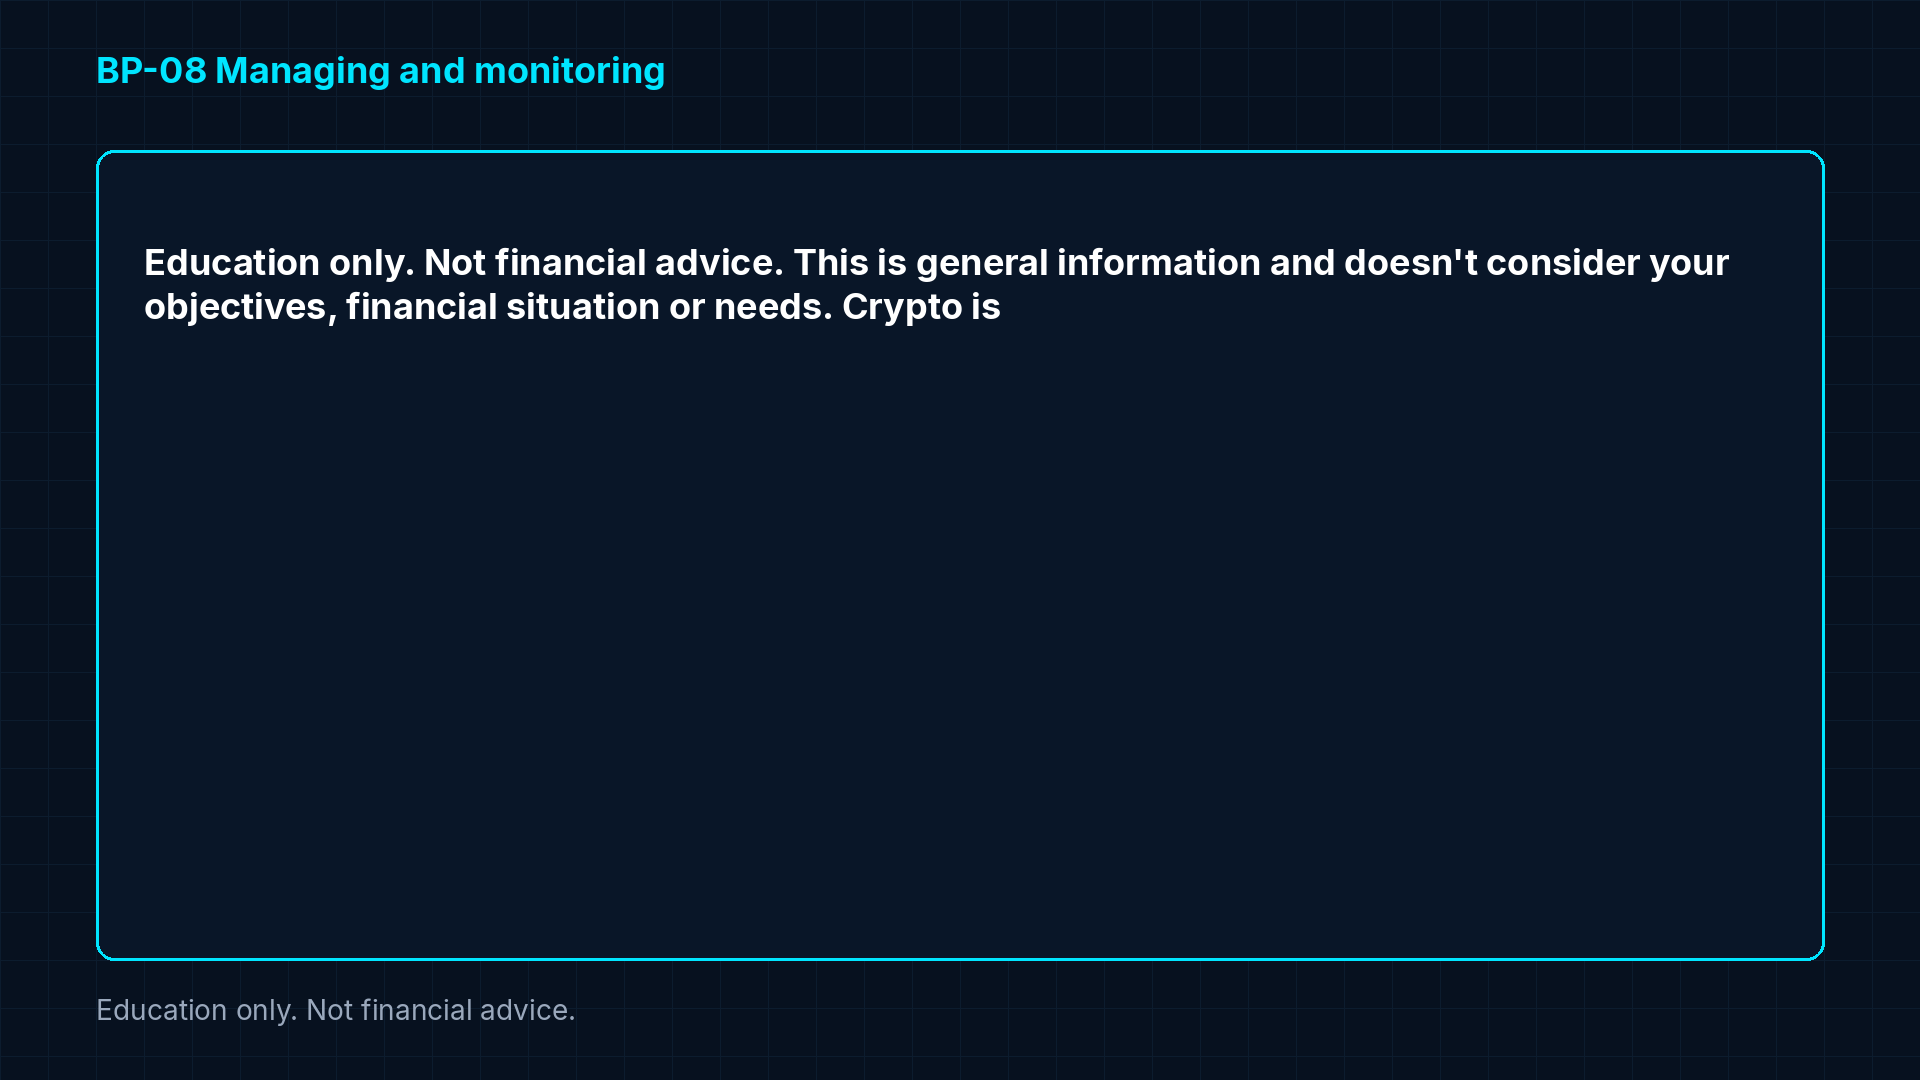 BP-08 Managing and monitoring
Education only. Not financial advice. This is general information and doesn't consider your
objectives, financial situation or needs. Crypto is
Education only. Not financial advice.